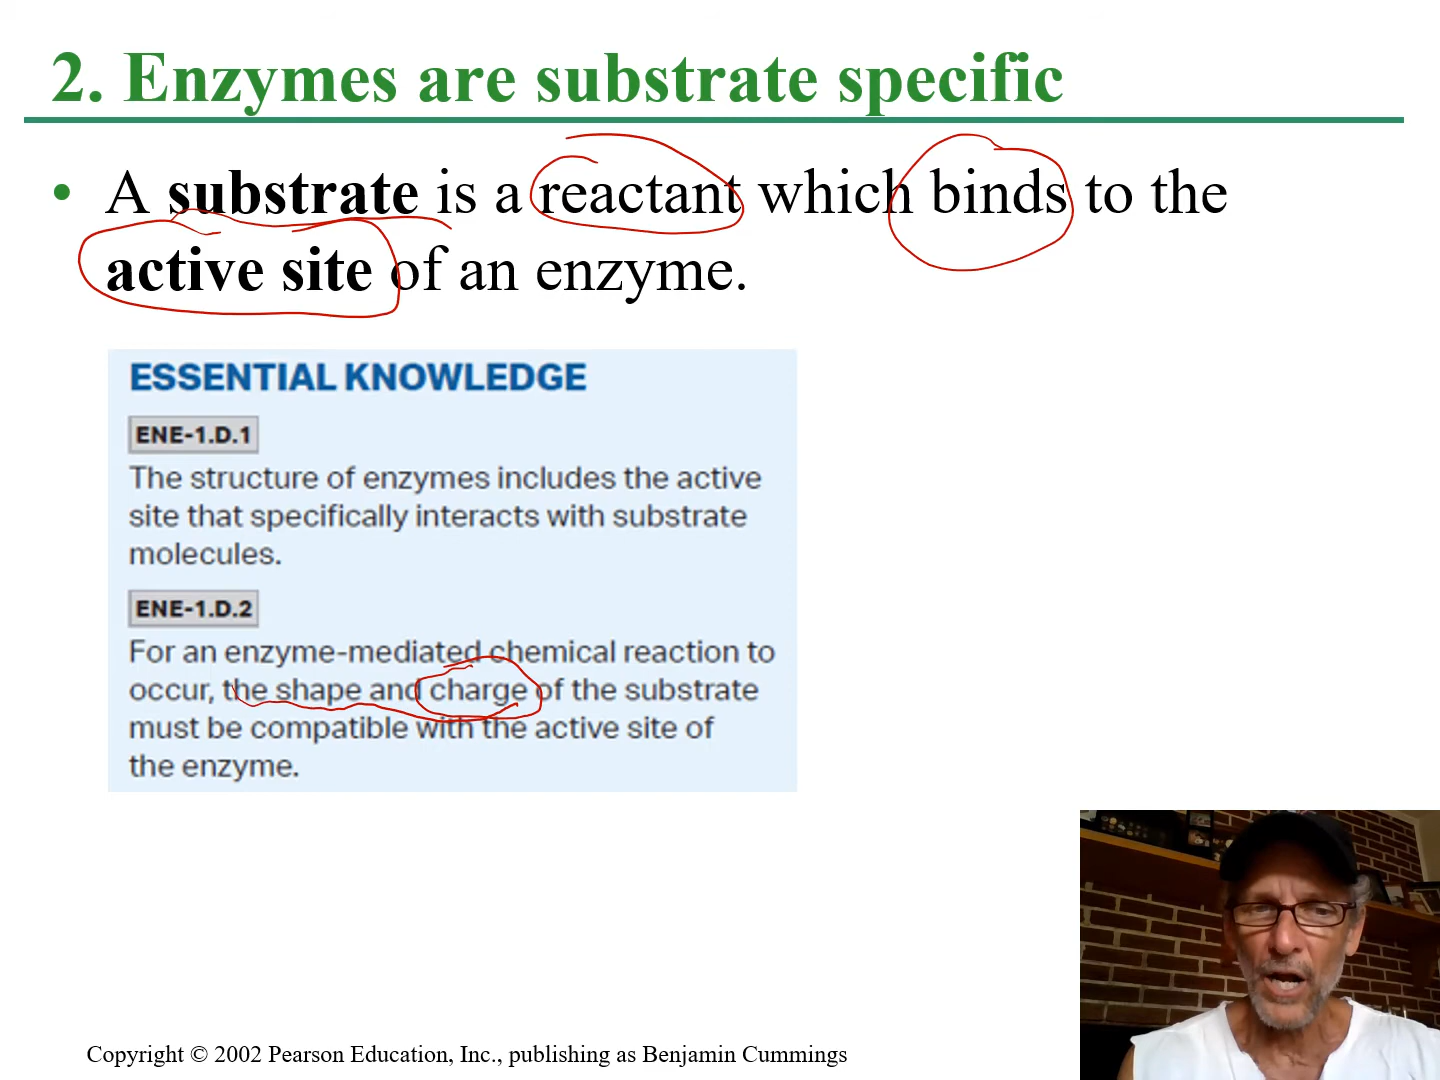 2. Enzymes are substrate specific
• A substrate is a reactant which binds to the
active site of an enzyme.
ESSENTIAL KNOWLEDGE
ENE-1.D.1
The structure of enzymes includes the active
site that specifically interacts with substrate
molecules.
ENE-1.D.2
For an enzyme-mediated chemical reaction to
occur, the shape and charge of the substrate
must be compatible with the active site of
the enzyme.
Copyright © 2002 Pearson Education, Inc., publishing as Benjamin Cummings